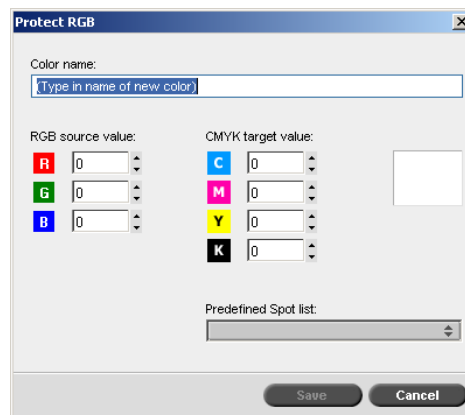 Protect RGB
Color name:
(Type in name of new color)
RGB source value:
CMYK target value:
R 0
C 0
G 0
M 0
B 0
Y 0
K 0
Predefined Spot list:
Save
Cancel